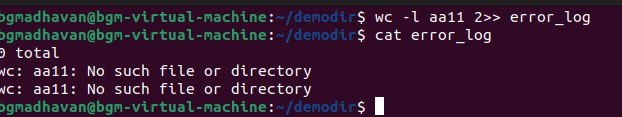 bgmadhavan@bgm-virtual-machine:~/demodir$ wc -l aa11 2>> error_log
bgmadhavan@bgm-virtual-machine:~/demodir$ cat error_log
0 total
wc: aa11: No such file or directory
wc: aa11: No such file or directory
bgmadhavan@bgm-virtual-machine:~/demodir$